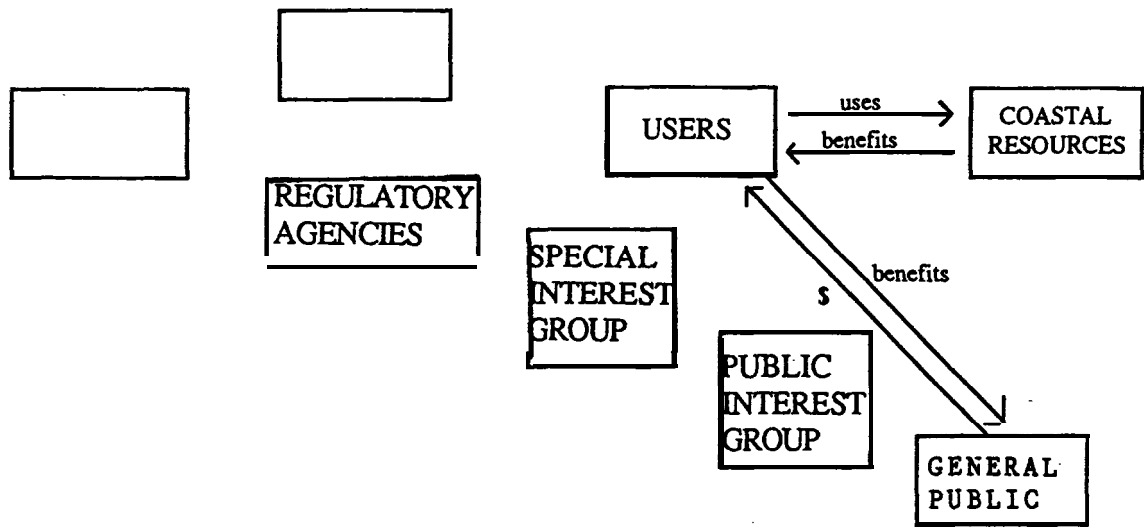 USERS
uses
benefits
COASTAL
RESOURCES
REGULATORY
AGENCIES
SPECIAL
INTEREST
GROUP
benefits
$
PUBLIC
INTEREST
GROUP
GENERAL
PUBLIC